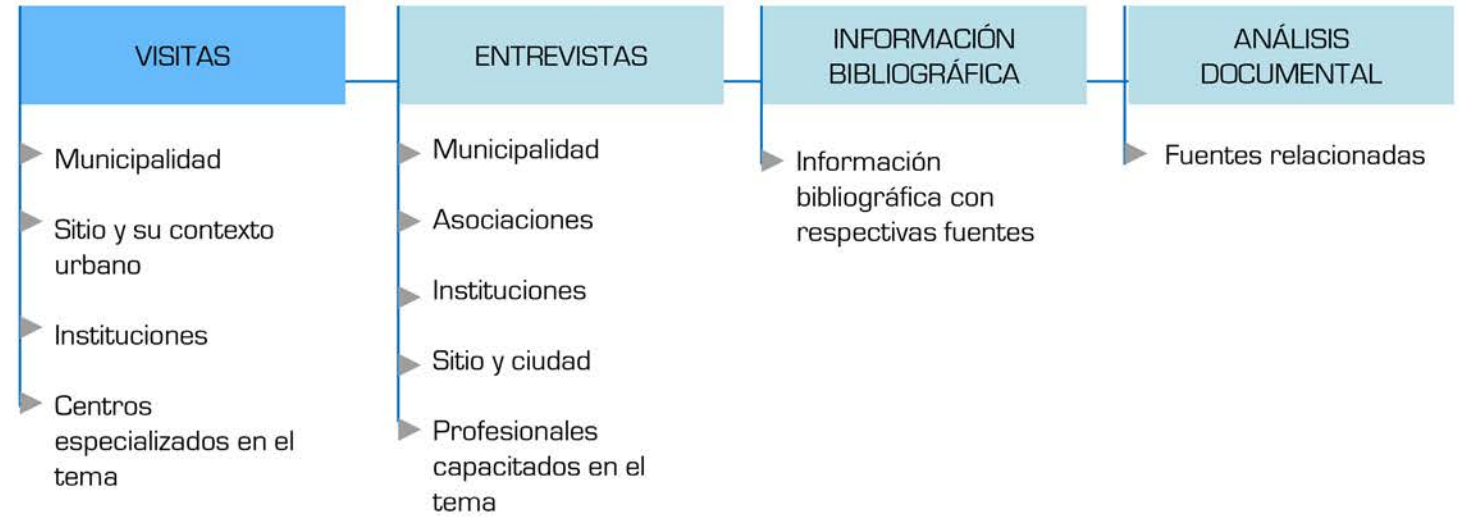 VISITAS
Municipalidad
Sitio y su contexto
urbano
Instituciones
Centros
especializados en el
tema
ENTREVISTAS
Municipalidad
Asociaciones
Instituciones
Sitio y ciudad
Profesionales
capacitados en el
tema
INFORMACIÓN
BIBLIOGRÁFICA
Información
bibliográfica con
respectivas fuentes
ANÁLISIS
DOCUMENTAL
Fuentes relacionadas